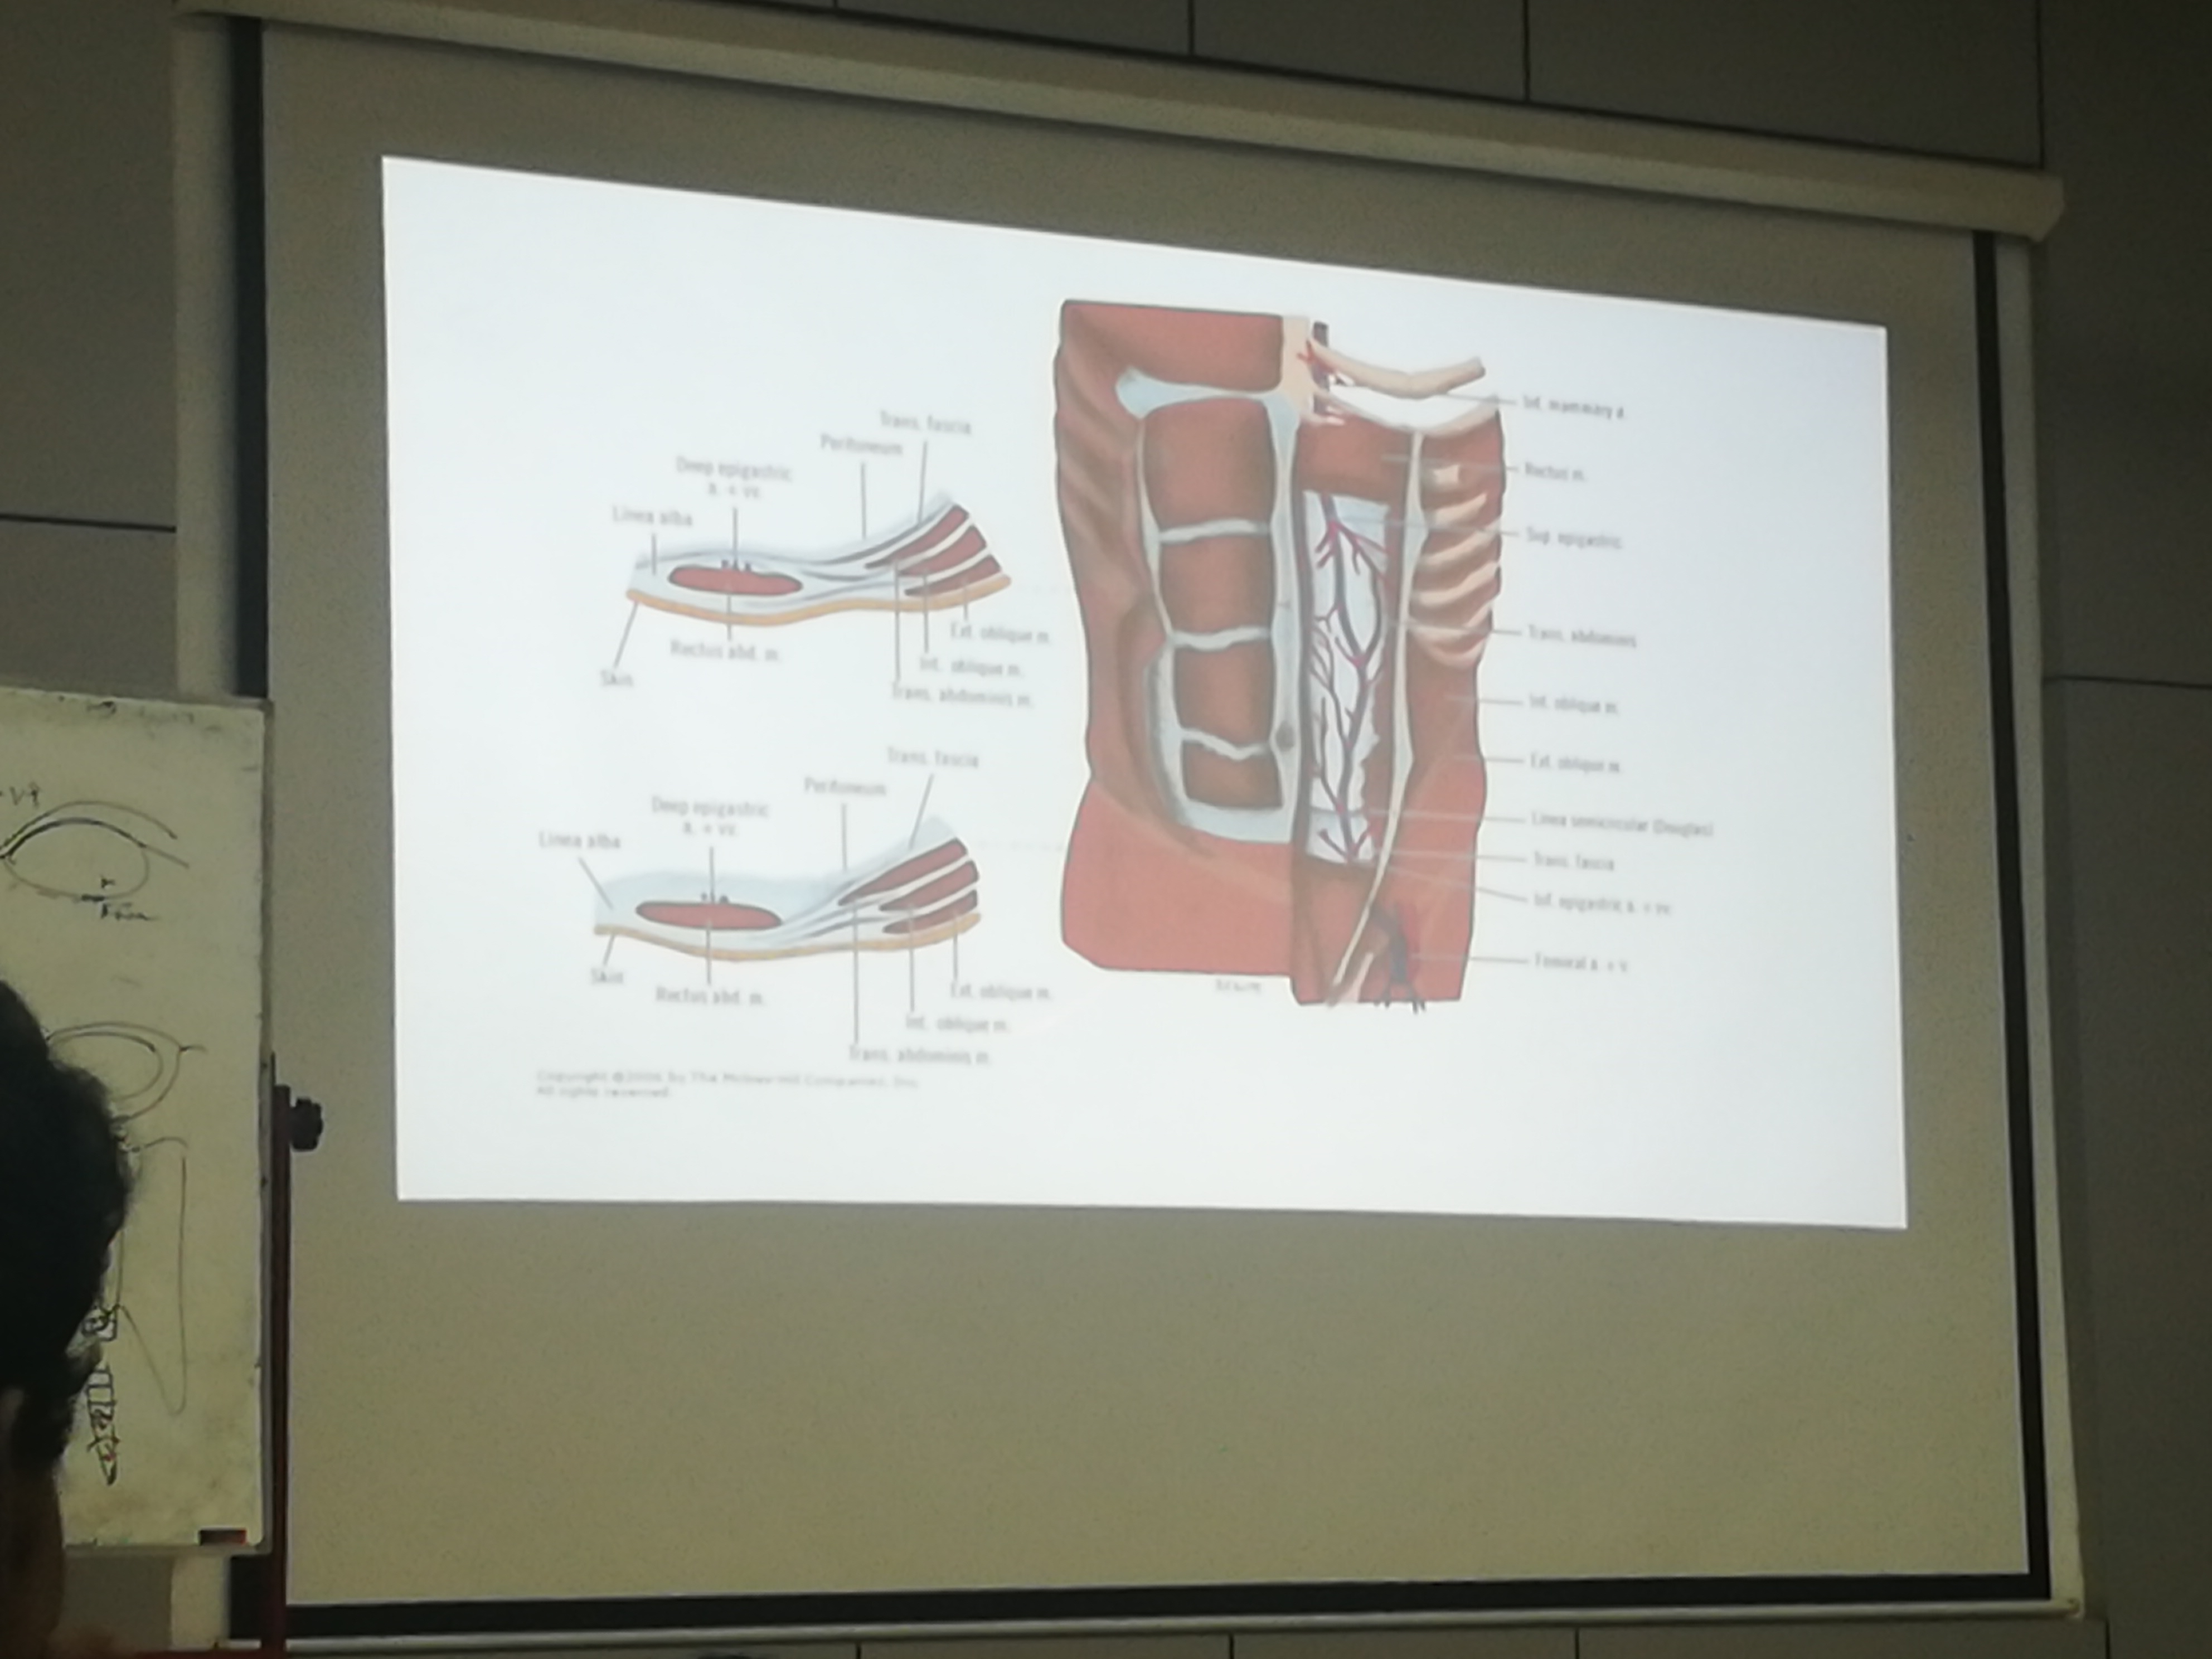 Trans. fascia
Peritoneum
Deep epigastric
a. + vv.
Linea alba
Ext. oblique m.
Rectus abd. m.
Int. oblique m.
Skin
Trans. abdominis m.
Trans. fascia
Peritoneum
Deep epigastric
a. + vv.
Linea alba
Skin
Rectus abd. m.
Ext. oblique m.
Int. oblique m.
Trans. abdominis m.
by The McGraw-Hill Companies, Inc.
All rights reserved.
Int. mammary a.
Rectus m.
Sup. epigastric
Trans. abdominis
Int. oblique m.
Ext. oblique m.
Linea semicircular (Douglas)
Trans. fascia
Inf. epigastric a. + vv.
Femoral a. + v.